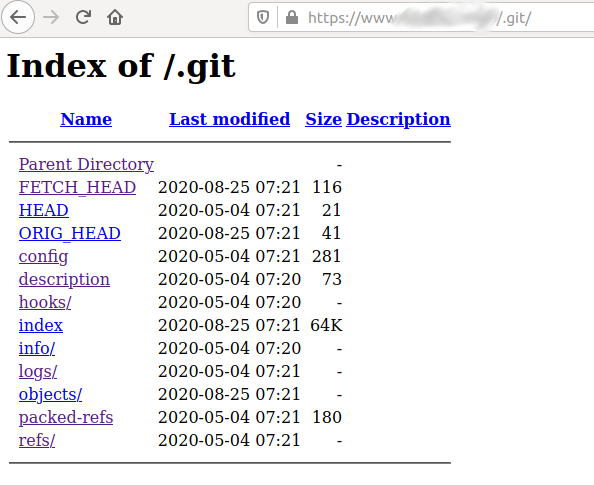 https://www. /.git/
Index of /.git
Name Last modified Size Description
Parent Directory -
FETCH_HEAD 2020-08-25 07:21 116
HEAD 2020-05-04 07:21 21
ORIG_HEAD 2020-08-25 07:21 41
config 2020-05-04 07:21 281
description 2020-05-04 07:20 73
hooks/ 2020-05-04 07:20 -
index 2020-08-25 07:21 64K
info/ 2020-05-04 07:20 -
logs/ 2020-05-04 07:21 -
objects/ 2020-08-25 07:21 -
packed-refs 2020-05-04 07:21 180
refs/ 2020-05-04 07:21 -